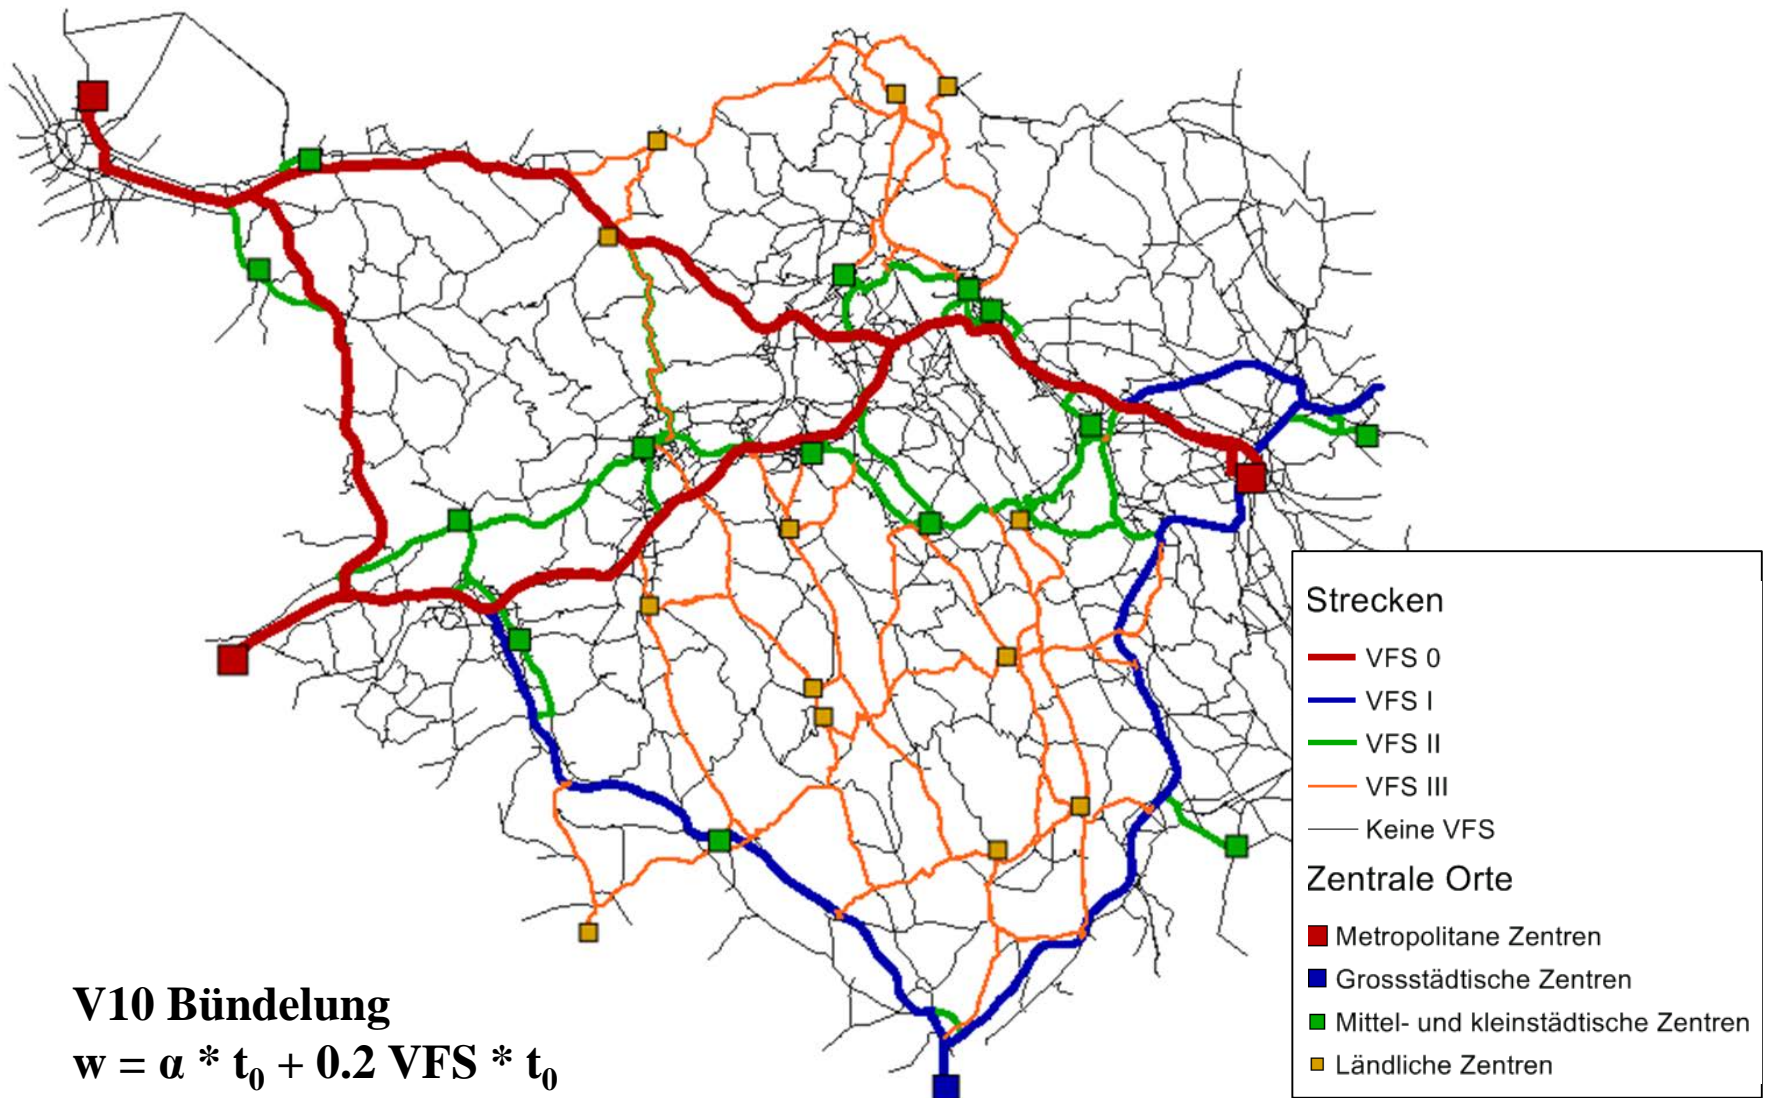 Strecken
VFS 0
VFS I
VFS II
VFS III
Keine VFS
Zentrale Orte
Metropolitane Zentren
Grossstädtische Zentren
Mittel- und kleinstädtische Zentren
Ländliche Zentren
V10 Bündelung
w = α * t₀ + 0.2 VFS * t₀